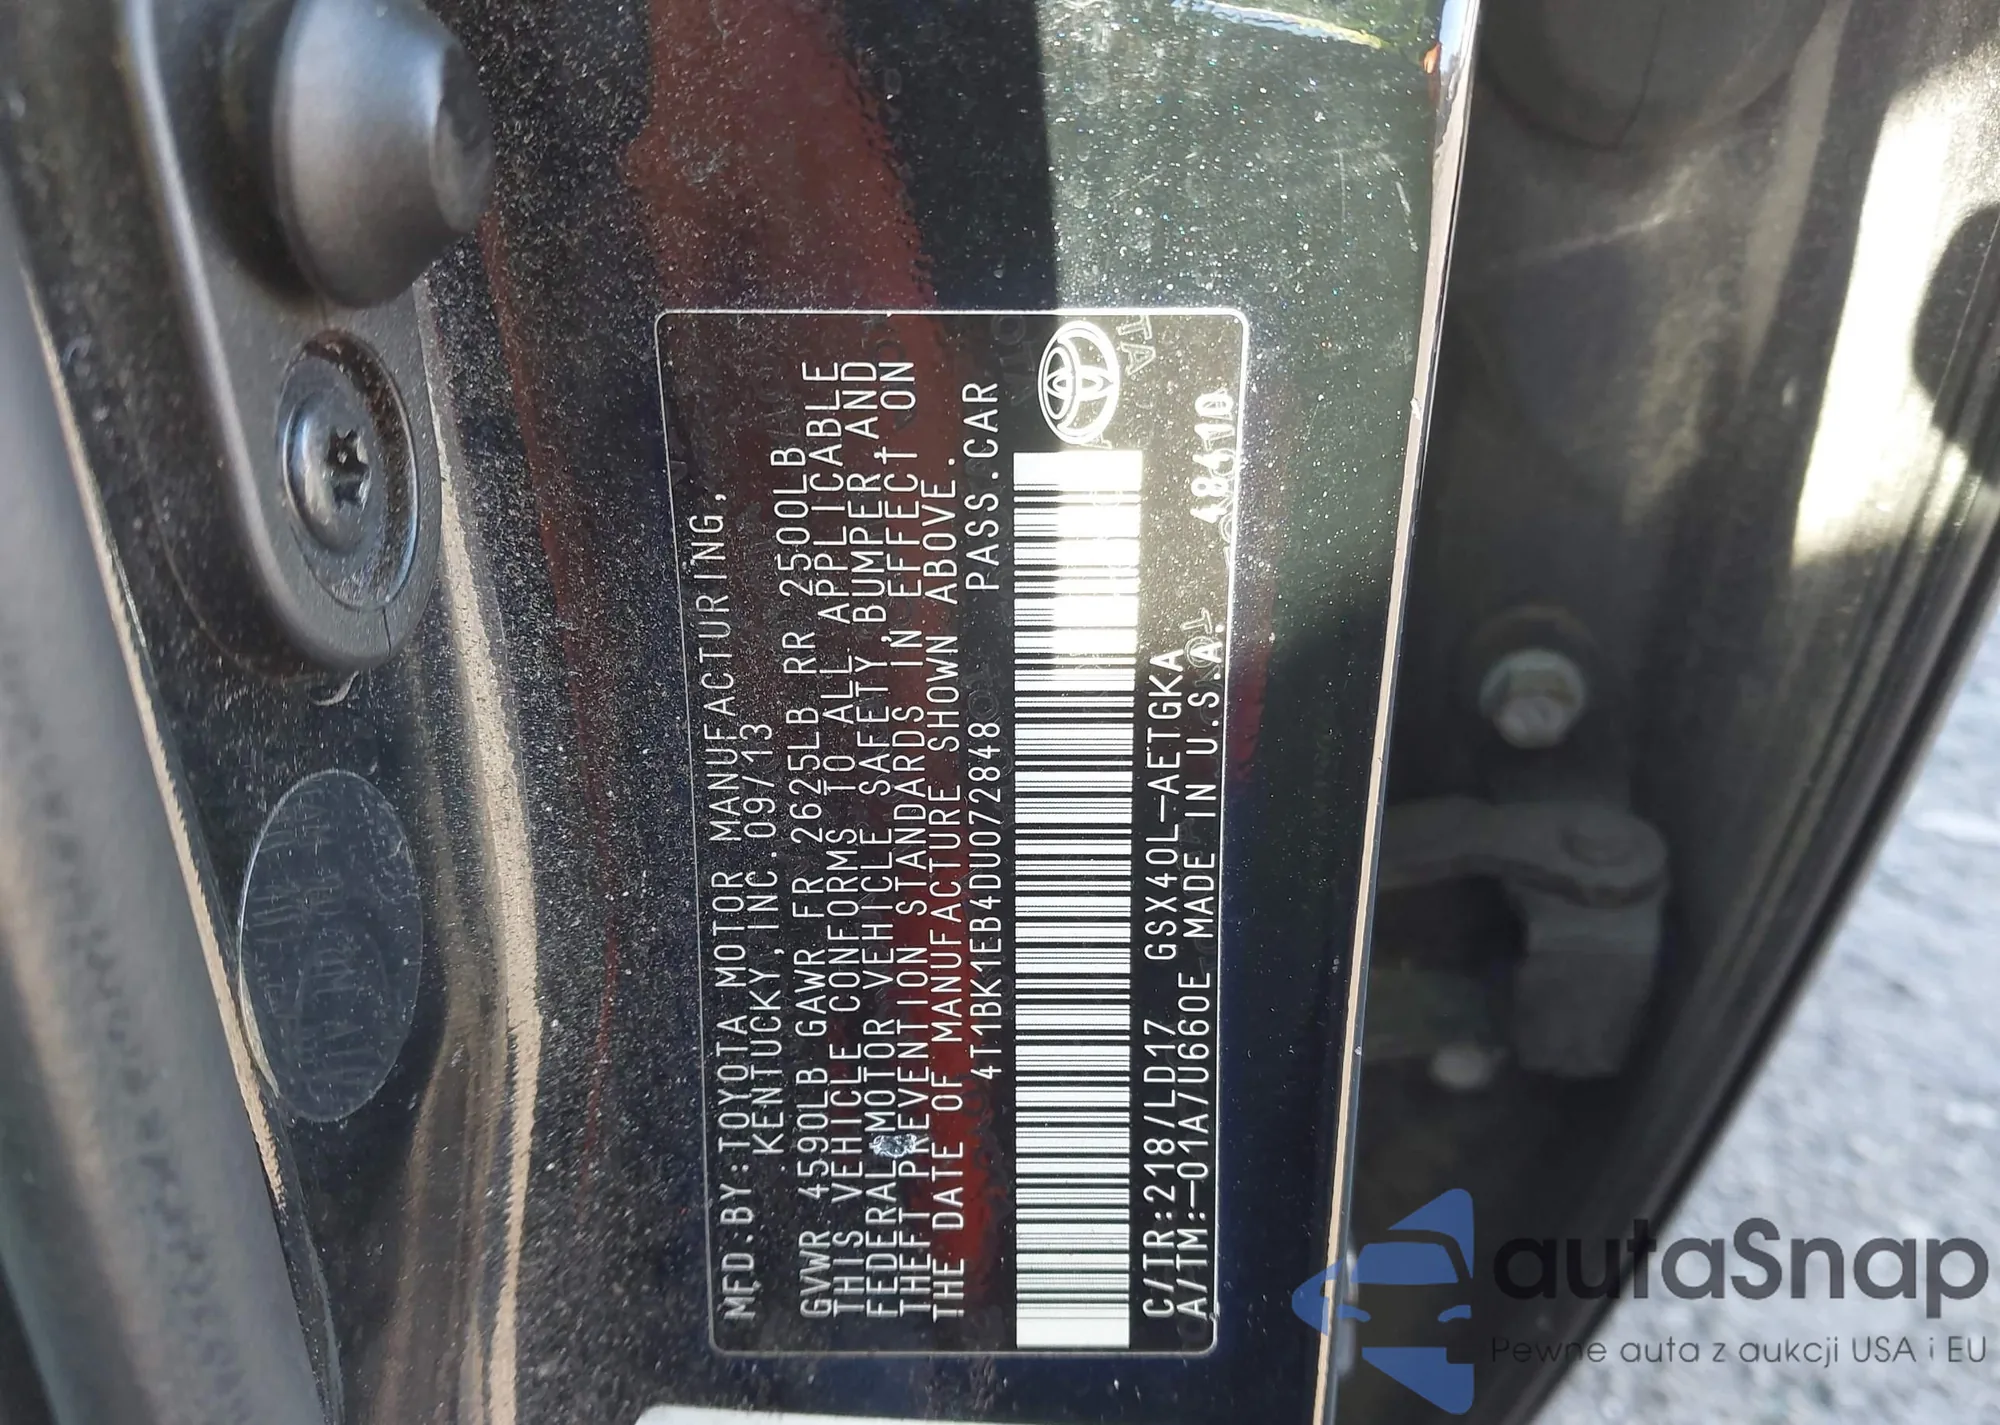 MFD.BY:TOYOTA MOTOR MANUFACTURING,
KENTUCKY,INC.09/13
GVWR 4590LB GAWR FR 2625LB RR 2500LB
THIS VEHICLE CONFORMS TO ALL APPLICABLE
FEDERAL MOTOR VEHICLE SAFETY,BUMPER,AND
THEFT PREVENTION STANDARDS IN EFFECT ON
THE DATE OF MANUFACTURE SHOWN ABOVE.
4T1BK1EB4DU072848 PASS.CAR
C/TR:218/LD17 GSX40L-AETGKA
A/TM:-01A/U660E MADE IN U.S.A.
autaSnap
Pewne auta z aukcji USA i EU